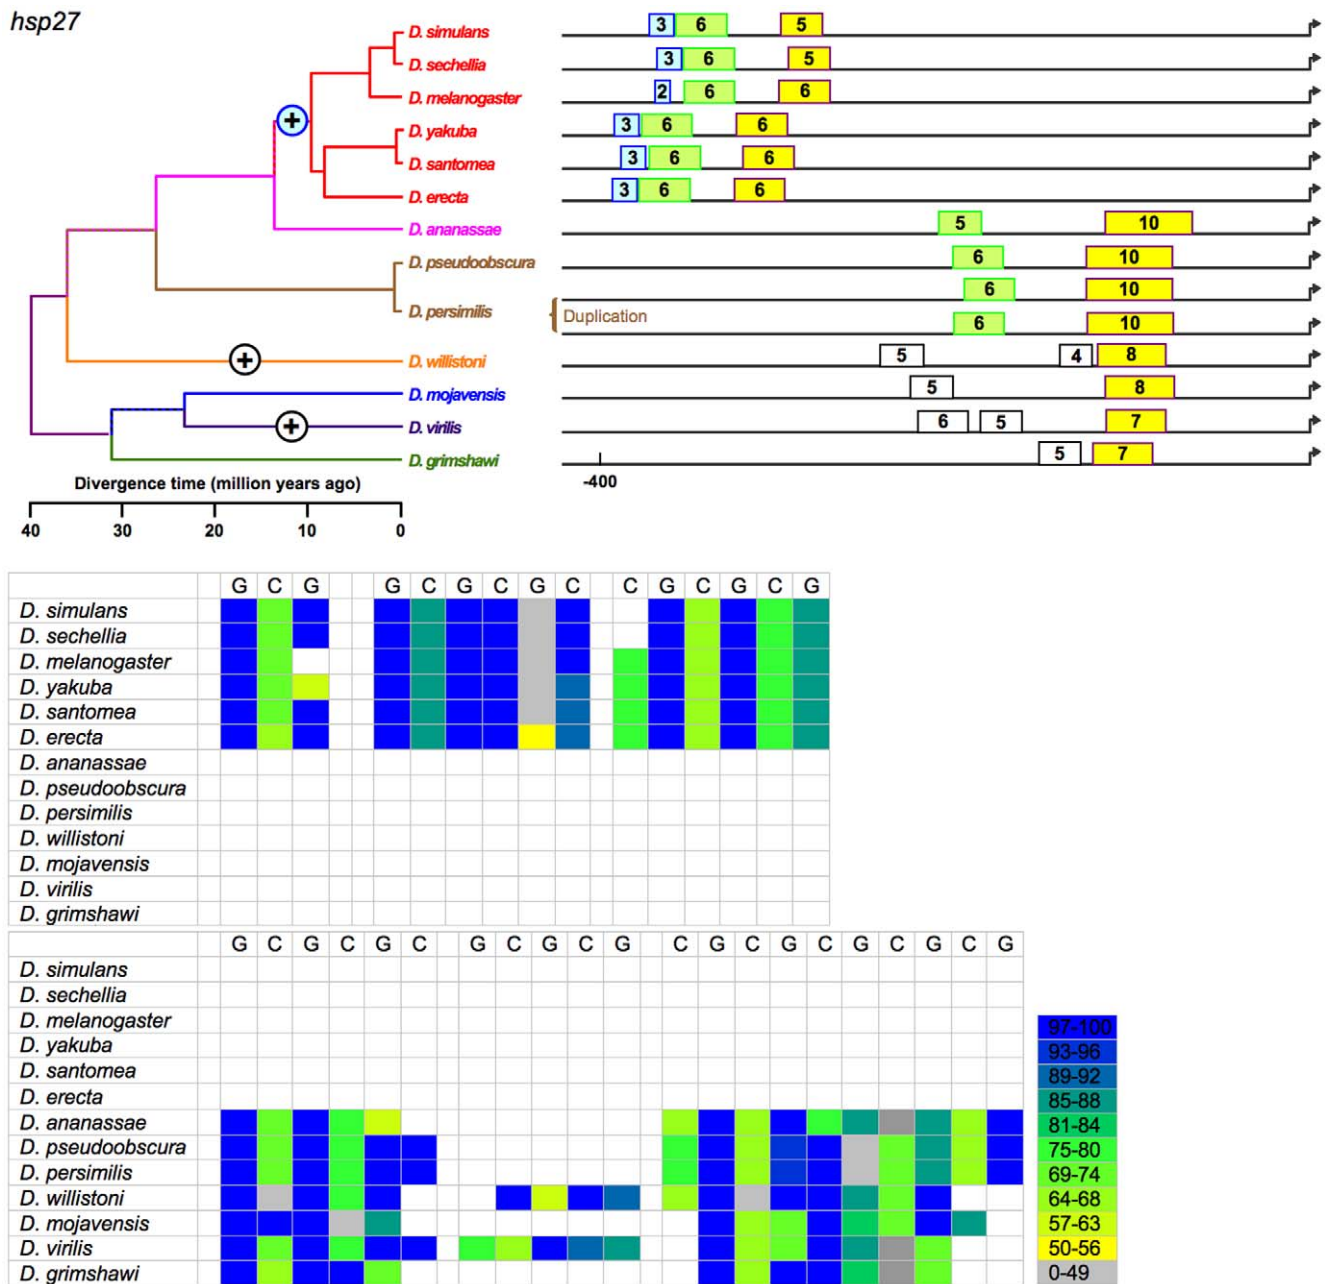 hsp27
D. simulans 3 6 5
D. sechellia 3 6 5
D. melanogaster 2 6 6
D. yakuba 3 6 6
D. santomea 3 6 6
D. erecta 3 6 6
D. ananassae 5 10
D. pseudoobscura 6 10
6 10
D. persimilis Duplication
6 10
D. willistoni 5 4 8
D. mojavensis 5 8
D. virilis 6 5 7
D. grimshawi 5 7
Divergence time (million years ago) -400
40 30 20 10 0
G C G G C G C G C C G C G C G
D. simulans
D. sechellia
D. melanogaster
D. yakuba
D. santomea
D. erecta
D. ananassae
D. pseudoobscura
D. persimilis
D. willistoni
D. mojavensis
D. virilis
D. grimshawi
G C G C G C G C G C G C G C G C G C G C G
D. simulans
D. sechellia
D. melanogaster
D. yakuba
D. santomea
D. erecta
D. ananassae
D. pseudoobscura
D. persimilis
D. willistoni
D. mojavensis
D. virilis
D. grimshawi
97-100
93-96
89-92
85-88
81-84
75-80
69-74
64-68
57-63
50-56
0-49